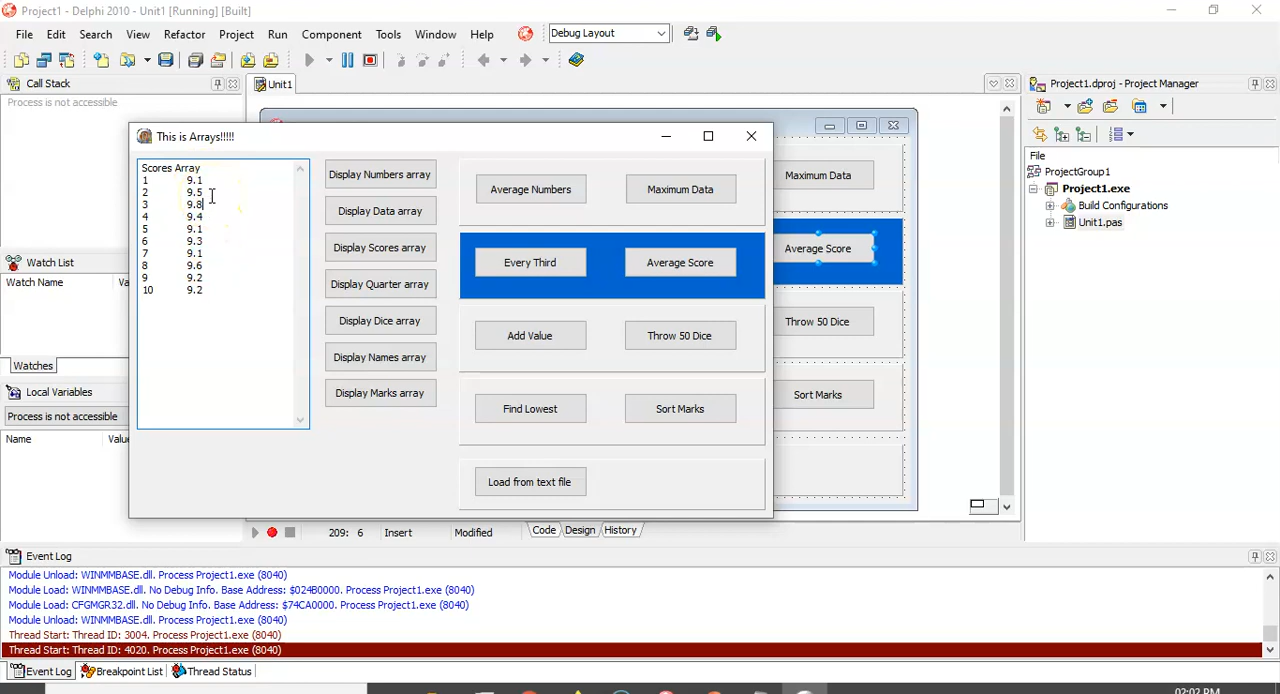 Project1 - Delphi 2010 - Unit1 [Running] [Built]
File Edit Search View Refactor Project Run Component Tools Window Help
Debug Layout
Call Stack
Process is not accessible
Unit1
Project1.dproj - Project Manager
This is Arrays!!!!!
Scores Array
1 9.1
2 9.5
3 9.8
4 9.4
5 9.1
6 9.3
7 9.1
8 9.6
9 9.2
10 9.2
Display Numbers array
Display Data array
Display Scores array
Display Quarter array
Display Dice array
Display Names array
Display Marks array
Average Numbers
Maximum Data
Every Third
Average Score
Add Value
Throw 50 Dice
Find Lowest
Sort Marks
Load from text file
Maximum Data
Average Score
Throw 50 Dice
Sort Marks
File
ProjectGroup1
Project1.exe
Build Configurations
Unit1.pas
Watch List
Watch Name
Watches
Local Variables
Process is not accessible
Name
209: 6 Insert Modified Code Design History
Event Log
Module Unload: WINMMBASE.dll. Process Project1.exe (8040)
Module Load: WINMMBASE.dll. No Debug Info. Base Address: $024B0000. Process Project1.exe (8040)
Module Load: CFGMGR32.dll. No Debug Info. Base Address: $74CA0000. Process Project1.exe (8040)
Module Unload: WINMMBASE.dll. Process Project1.exe (8040)
Thread Start: Thread ID: 3004. Process Project1.exe (8040)
Thread Start: Thread ID: 4020. Process Project1.exe (8040)
Event Log Breakpoint List Thread Status
02:02 PM